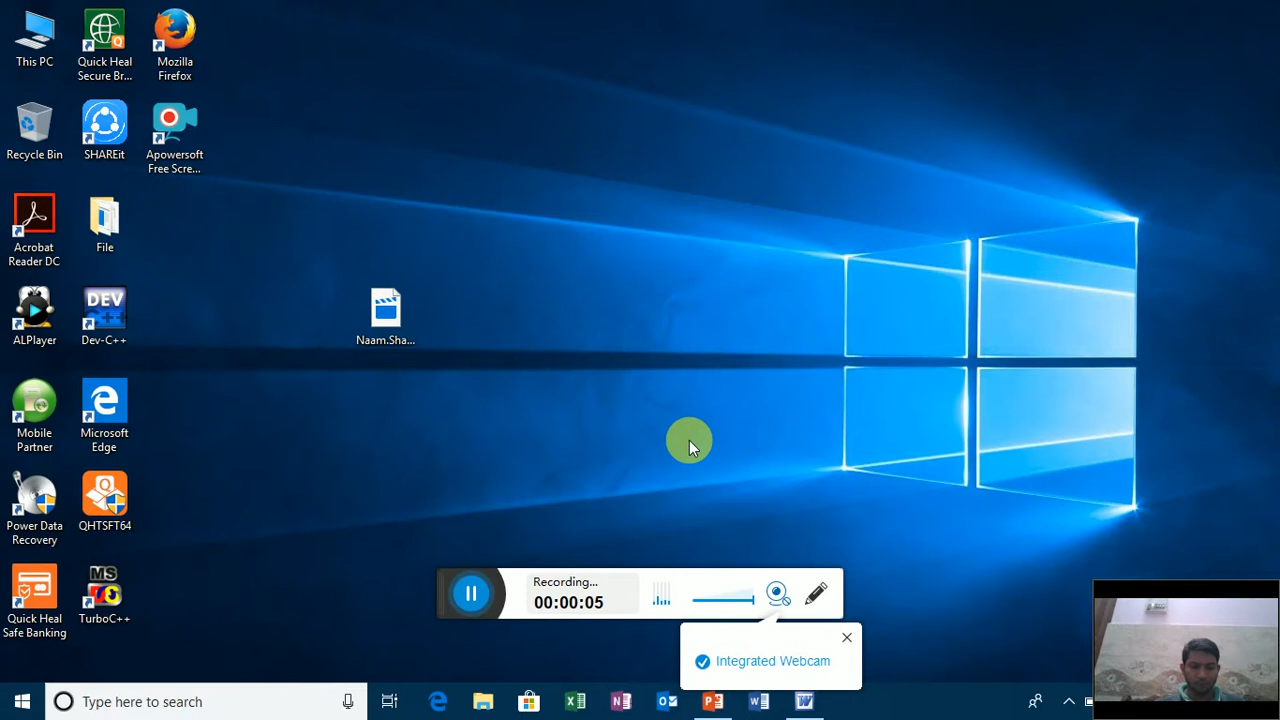 This PC
Quick Heal
Secure Br...
Mozilla
Firefox
Recycle Bin
SHAREit
Apowersoft
Free Scre...
Acrobat
Reader DC
File
ALPlayer
DEV
Dev-C++
Naam.Sha...
Mobile
Partner
Microsoft
Edge
Power Data
Recovery
QHTSFT64
Quick Heal
Safe Banking
MS
TurboC++
Recording...
00:00:05
Integrated Webcam
Type here to search